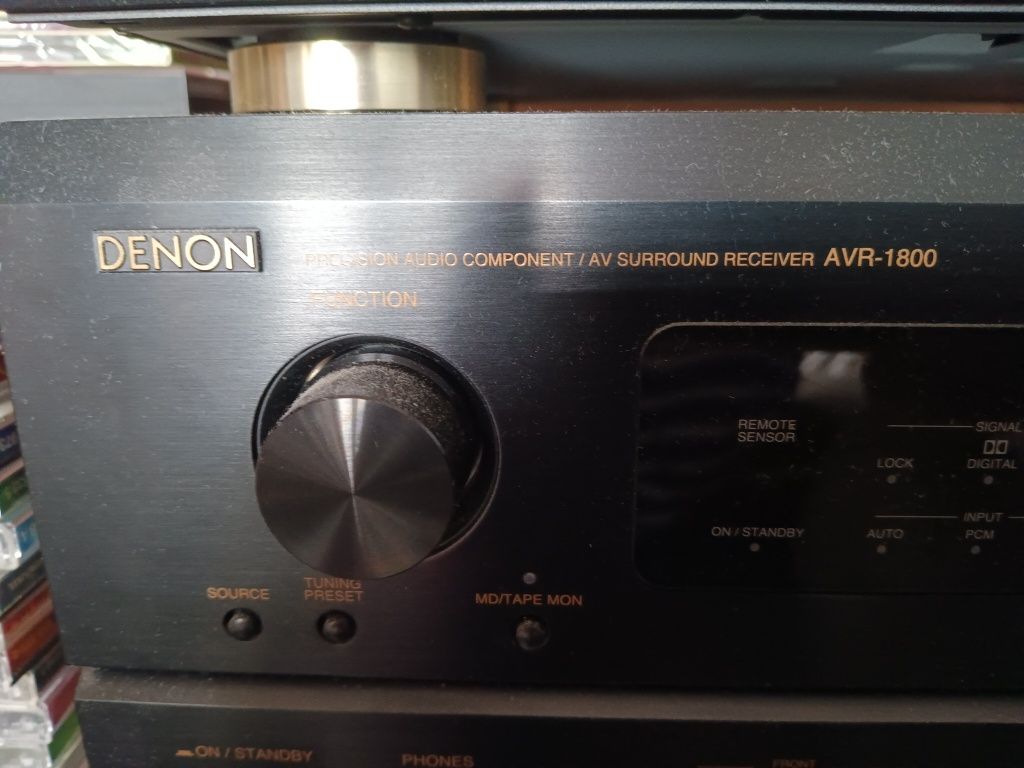 DENON
PRECISION AUDIO COMPONENT / AV SURROUND RECEIVER AVR-1800
FUNCTION
REMOTE
SENSOR
SIGNAL
LOCK
DIGITAL
INPUT
ON / STANDBY
AUTO
PCM
SOURCE
TUNING
PRESET
MD/TAPE MON
ON / STANDBY
PHONES
FRONT